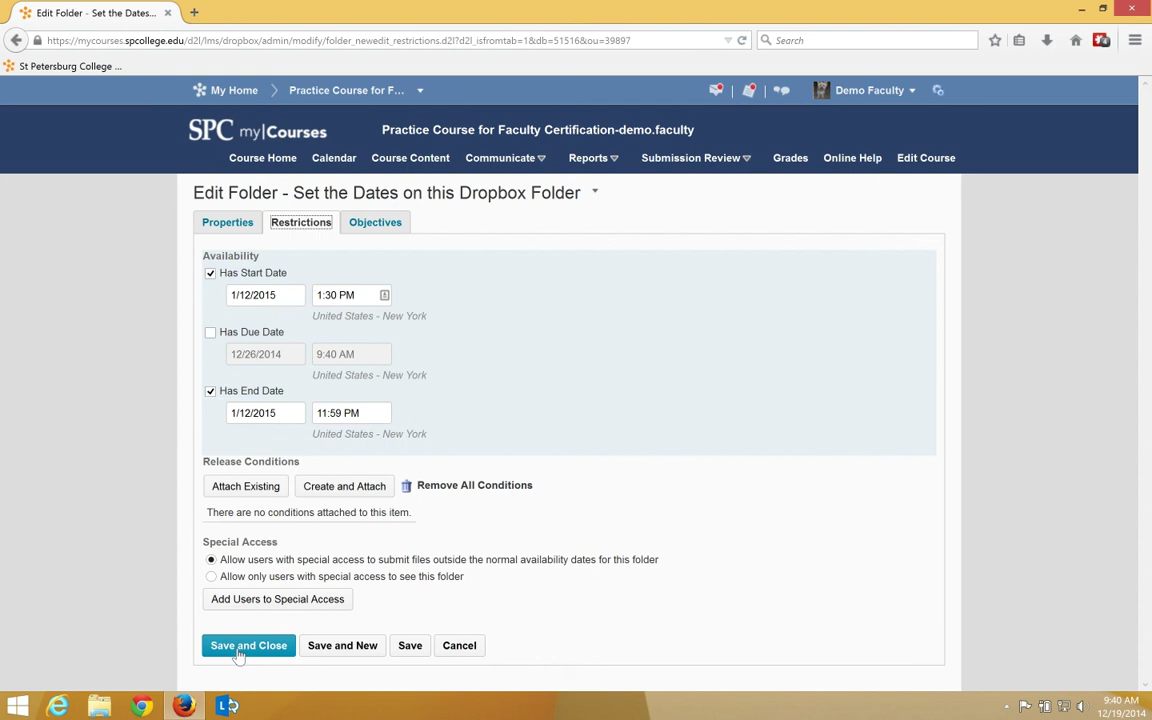 Edit Folder - Set the Dates...
https://mycourses.spcollege.edu/d2l/lms/dropbox/admin/modify/folder_newedit_restrictions.d2l?d2l_isfromtab=1&db=51516&ou=39897
Search
St Petersburg College ...
My Home
Practice Course for F...
Demo Faculty
SPC my|Courses
Practice Course for Faculty Certification-demo.faculty
Course Home
Calendar
Course Content
Communicate
Reports
Submission Review
Grades
Online Help
Edit Course
Edit Folder - Set the Dates on this Dropbox Folder
Properties
Restrictions
Objectives
Availability
Has Start Date
1/12/2015
1:30 PM
United States - New York
Has Due Date
12/26/2014
9:40 AM
United States - New York
Has End Date
1/12/2015
11:59 PM
United States - New York
Release Conditions
Attach Existing
Create and Attach
Remove All Conditions
There are no conditions attached to this item.
Special Access
Allow users with special access to submit files outside the normal availability dates for this folder
Allow only users with special access to see this folder
Add Users to Special Access
Save and Close
Save and New
Save
Cancel
9:40 AM
12/19/2014